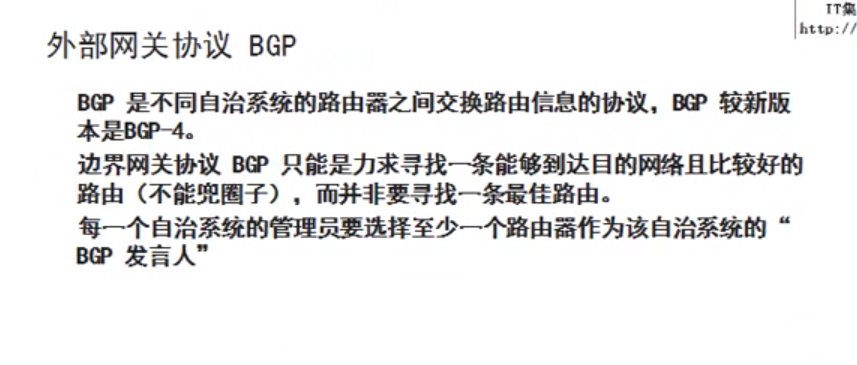 IT集
http://
外部网关协议 BGP
BGP 是不同自治系统的路由器之间交换路由信息的协议，BGP 较新版
本是BGP-4。
边界网关协议 BGP 只能是力求寻找一条能够到达目的网络且比较好的
路由（不能兜圈子），而并非要寻找一条最佳路由。
每一个自治系统的管理员要选择至少一个路由器作为该自治系统的“
BGP 发言人”